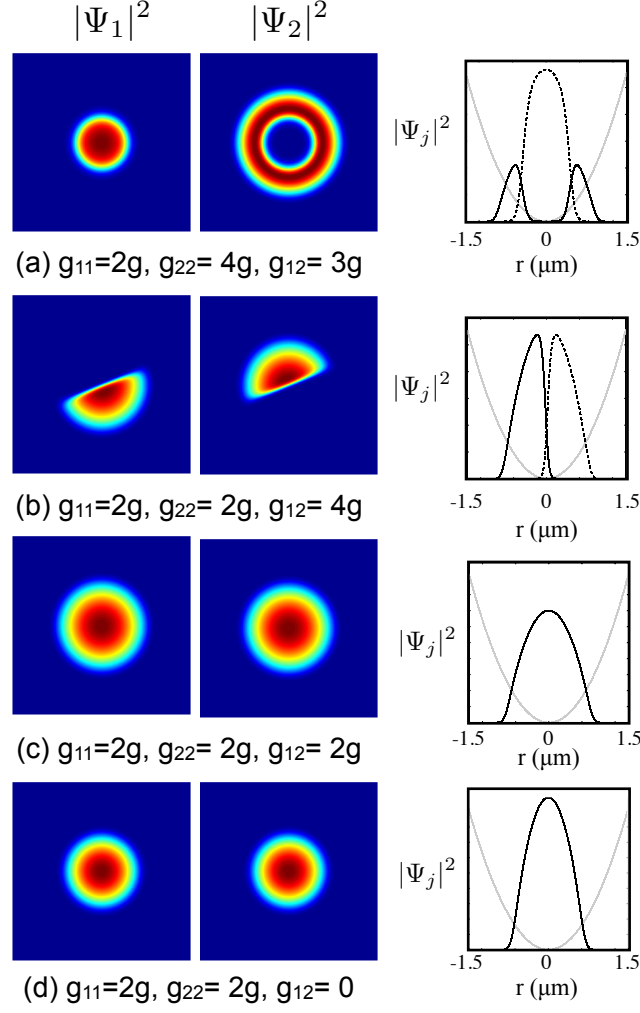 |Ψ₁|² |Ψ₂|²
|Ψⱼ|²
-1.5 0 1.5
r (μm)
(a) g₁₁=2g, g₂₂= 4g, g₁₂= 3g
|Ψⱼ|²
-1.5 0 1.5
r (μm)
(b) g₁₁=2g, g₂₂= 2g, g₁₂= 4g
|Ψⱼ|²
-1.5 0 1.5
r (μm)
(c) g₁₁=2g, g₂₂= 2g, g₁₂= 2g
|Ψⱼ|²
-1.5 0 1.5
r (μm)
(d) g₁₁=2g, g₂₂= 2g, g₁₂= 0